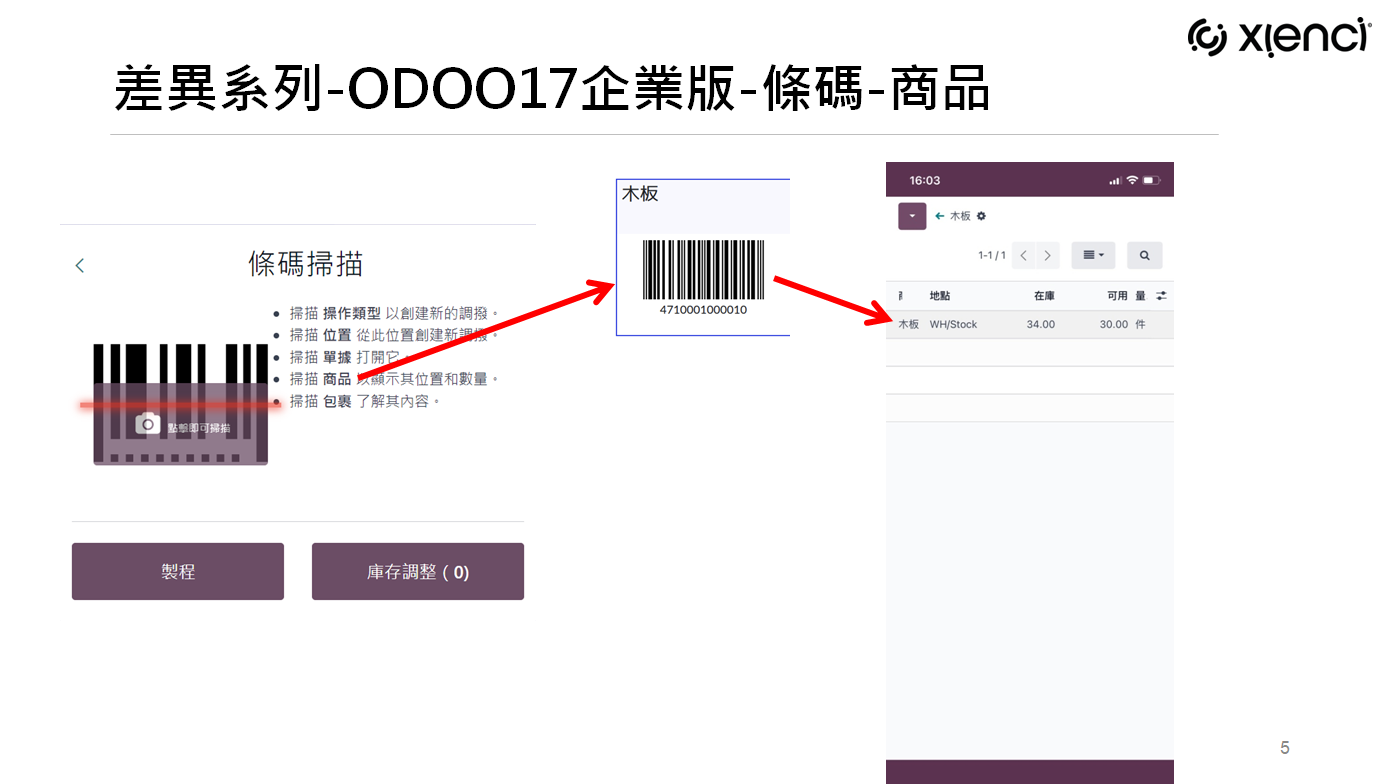 xienci
差異系列-ODOO17企業版-條碼-商品
條碼掃描
掃描 操作類型 以創建新的調撥。
掃描 位置 從此位置創建新調撥。
掃描 單據 打開它。
掃描 商品 以顯示其位置和數量。
掃描 包裹 了解其內容。
點擊即可掃描
製程
庫存調整 ( 0)
木板
4710001000010
16:03
木板
1-1 / 1
地點 在庫 可用 量
木板 WH/Stock 34.00 30.00 件
5